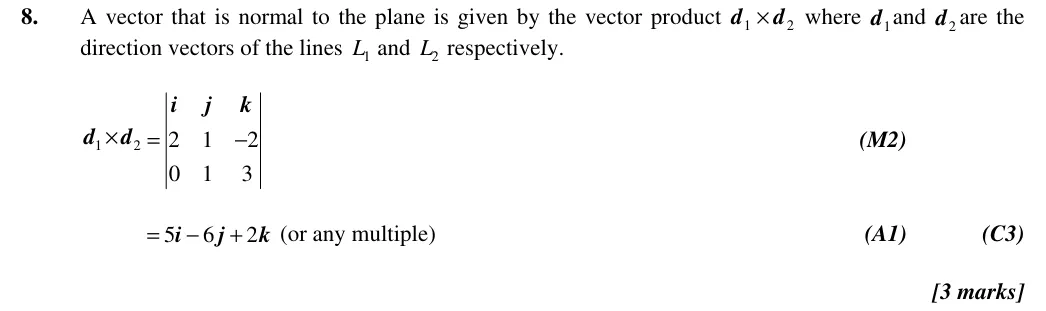 8. A vector that is normal to the plane is given by the vector product d₁ × d₂ where d₁ and d₂ are the
direction vectors of the lines L₁ and L₂ respectively.
d₁ × d₂ = |i j k|
|2 1 −2| (M2)
|0 1 3|
= 5i − 6j + 2k (or any multiple) (A1) (C3)
[3 marks]